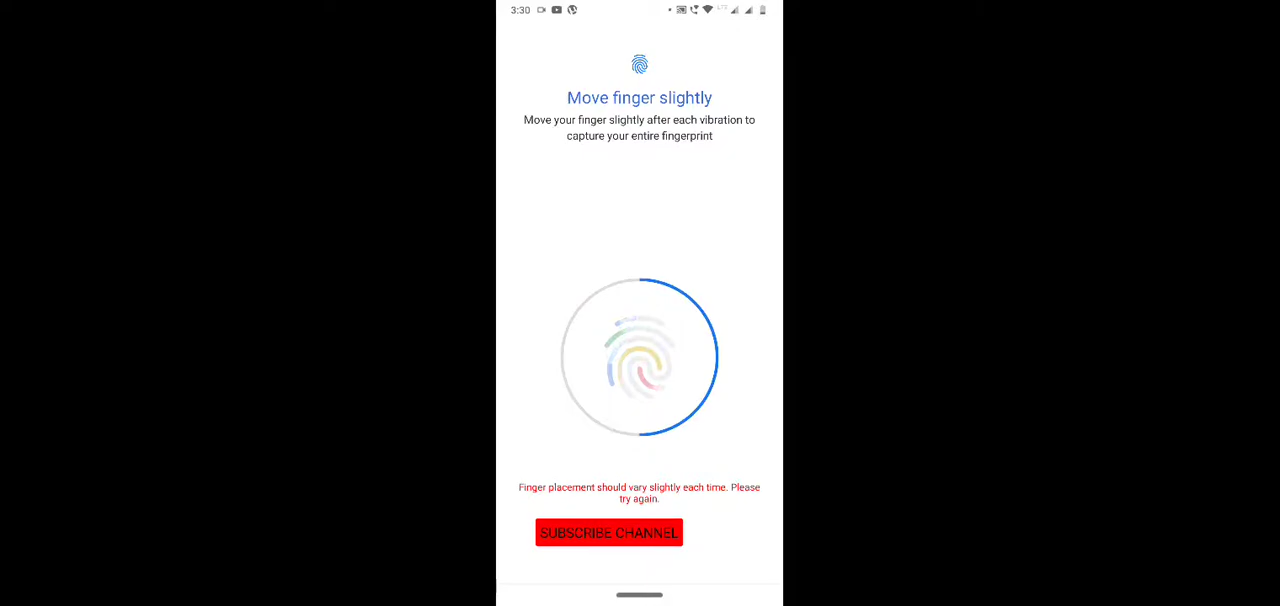 3:30 LTE
Move finger slightly
Move your finger slightly after each vibration to
capture your entire fingerprint
Finger placement should vary slightly each time. Please
try again.
SUBSCRIBE CHANNEL